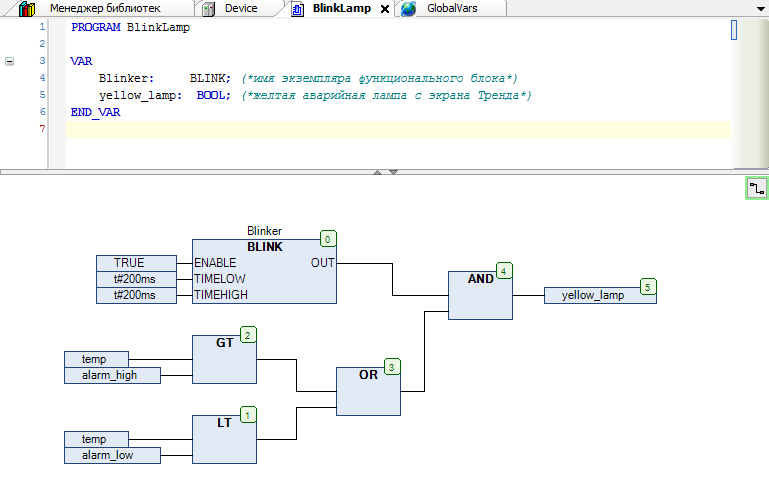 Менеджер библиотек Device BlinkLamp GlobalVars
1 PROGRAM BlinkLamp
2
3 VAR
4 Blinker: BLINK; (*имя экземпляра функционального блока*)
5 yellow_lamp: BOOL; (*желтая аварийная лампа с экрана Тренда*)
6 END_VAR
7
Blinker
0
BLINK
TRUE ENABLE OUT
t#200ms TIMELOW
t#200ms TIMEHIGH
4
AND
5
yellow_lamp
2
GT
temp
alarm_high
3
OR
1
LT
temp
alarm_low